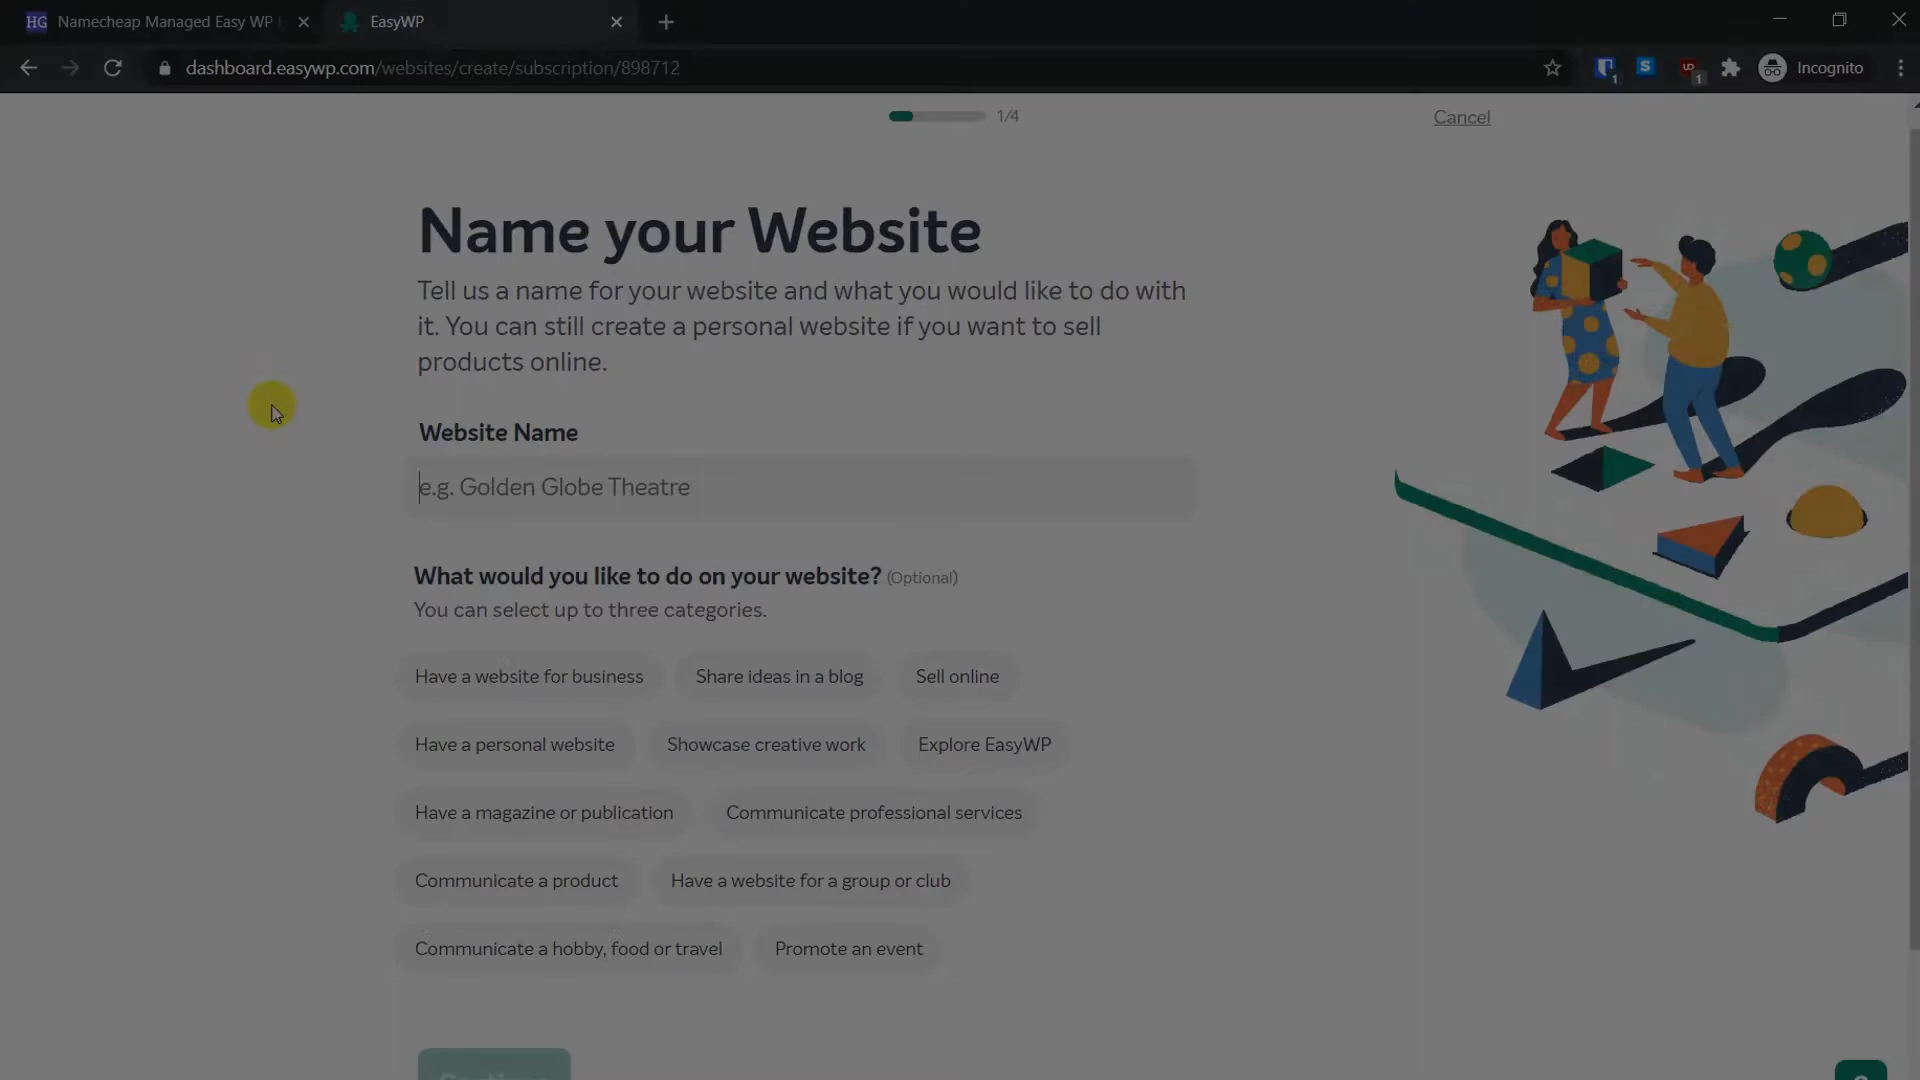 HG Namecheap Managed Easy WP
EasyWP
dashboard.easywp.com/websites/create/subscription/898712
1
S
1
Incognito
1/4
Cancel
Name your Website
Tell us a name for your website and what you would like to do with
it. You can still create a personal website if you want to sell
products online.
Website Name
e.g. Golden Globe Theatre
What would you like to do on your website? (Optional)
You can select up to three categories.
Have a website for business
Share ideas in a blog
Sell online
Have a personal website
Showcase creative work
Explore EasyWP
Have a magazine or publication
Communicate professional services
Communicate a product
Have a website for a group or club
Communicate a hobby, food or travel
Promote an event